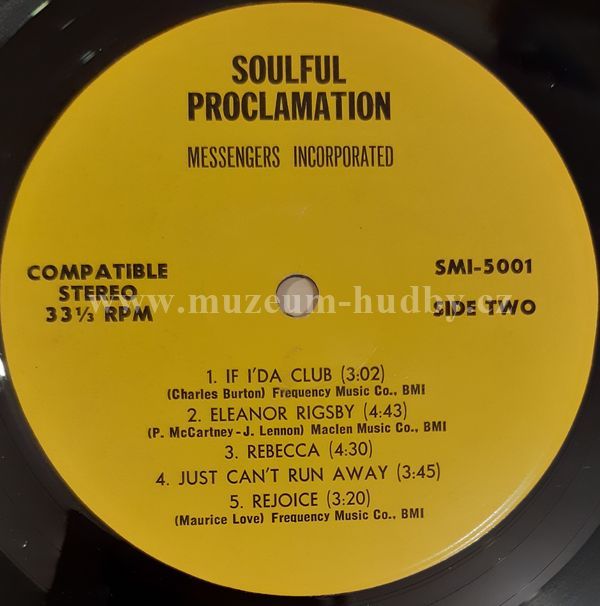 SOULFUL
PROCLAMATION
MESSENGERS INCORPORATED
COMPATIBLE
STEREO
33⅓ RPM
SMI-5001
SIDE TWO
www.muzeum-hudby.cz
1. IF I'DA CLUB (3:02)
(Charles Burton) Frequency Music Co., BMI
2. ELEANOR RIGSBY (4:43)
(P. McCartney-J. Lennon) Maclen Music Co., BMI
3. REBECCA (4:30)
4. JUST CAN'T RUN AWAY (3:45)
5. REJOICE (3:20)
(Maurice Love) Frequency Music Co., BMI